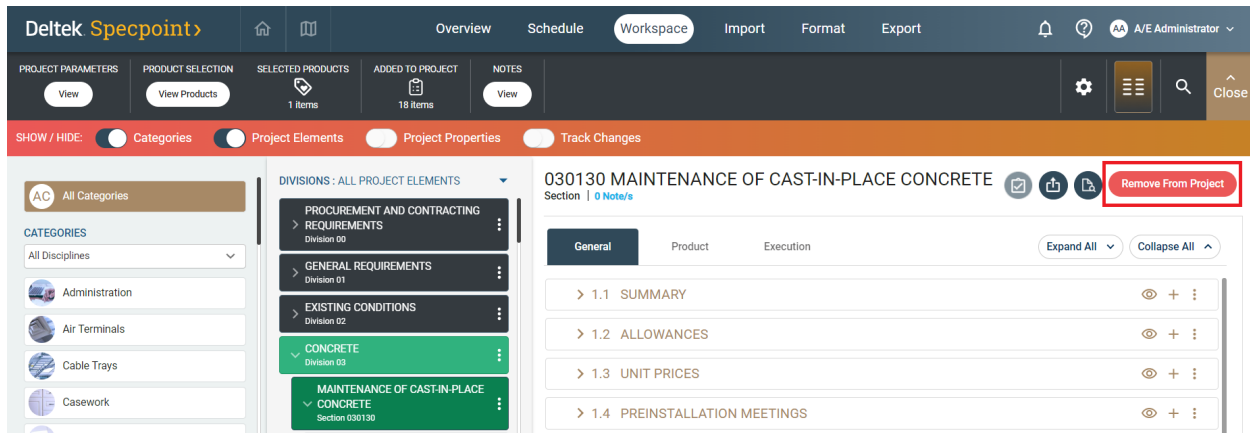 Deltek Specpoint>
Overview Schedule Workspace Import Format Export
AA A/E Administrator
PROJECT PARAMETERS
View
PRODUCT SELECTION
View Products
SELECTED PRODUCTS
1 items
ADDED TO PROJECT
18 items
NOTES
View
Close
SHOW / HIDE: Categories Project Elements Project Properties Track Changes
AC All Categories
CATEGORIES
All Disciplines
Administration
Air Terminals
Cable Trays
Casework
DIVISIONS : ALL PROJECT ELEMENTS
PROCUREMENT AND CONTRACTING
REQUIREMENTS
Division 00
GENERAL REQUIREMENTS
Division 01
EXISTING CONDITIONS
Division 02
CONCRETE
Division 03
MAINTENANCE OF CAST-IN-PLACE
CONCRETE
Section 030130
030130 MAINTENANCE OF CAST-IN-PLACE CONCRETE
Section | 0 Note/s
Remove From Project
General Product Execution
Expand All Collapse All
1.1 SUMMARY
1.2 ALLOWANCES
1.3 UNIT PRICES
1.4 PREINSTALLATION MEETINGS